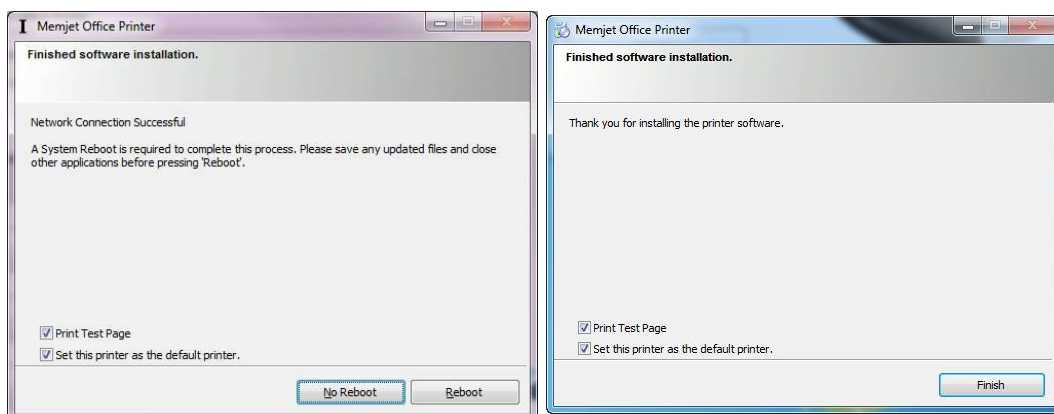 Memjet Office Printer
Finished software installation.
Network Connection Successful
A System Reboot is required to complete this process. Please save any updated files and close
other applications before pressing 'Reboot'.
Print Test Page
Set this printer as the default printer.
No Reboot
Reboot
Memjet Office Printer
Finished software installation.
Thank you for installing the printer software.
Print Test Page
Set this printer as the default printer.
Finish